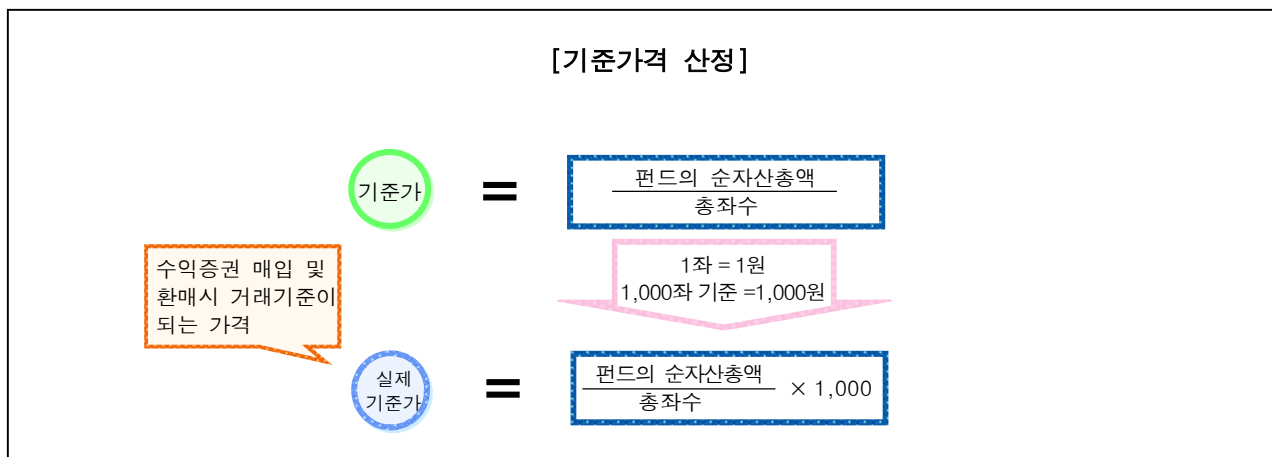 [기준가격 산정]
기준가
=
펀드의 순자산총액
총좌수
수익증권 매입 및
환매시 거래기준이
되는 가격
1좌 = 1원
1,000좌 기준 =1,000원
실제
기준가
=
펀드의 순자산총액
총좌수
× 1,000